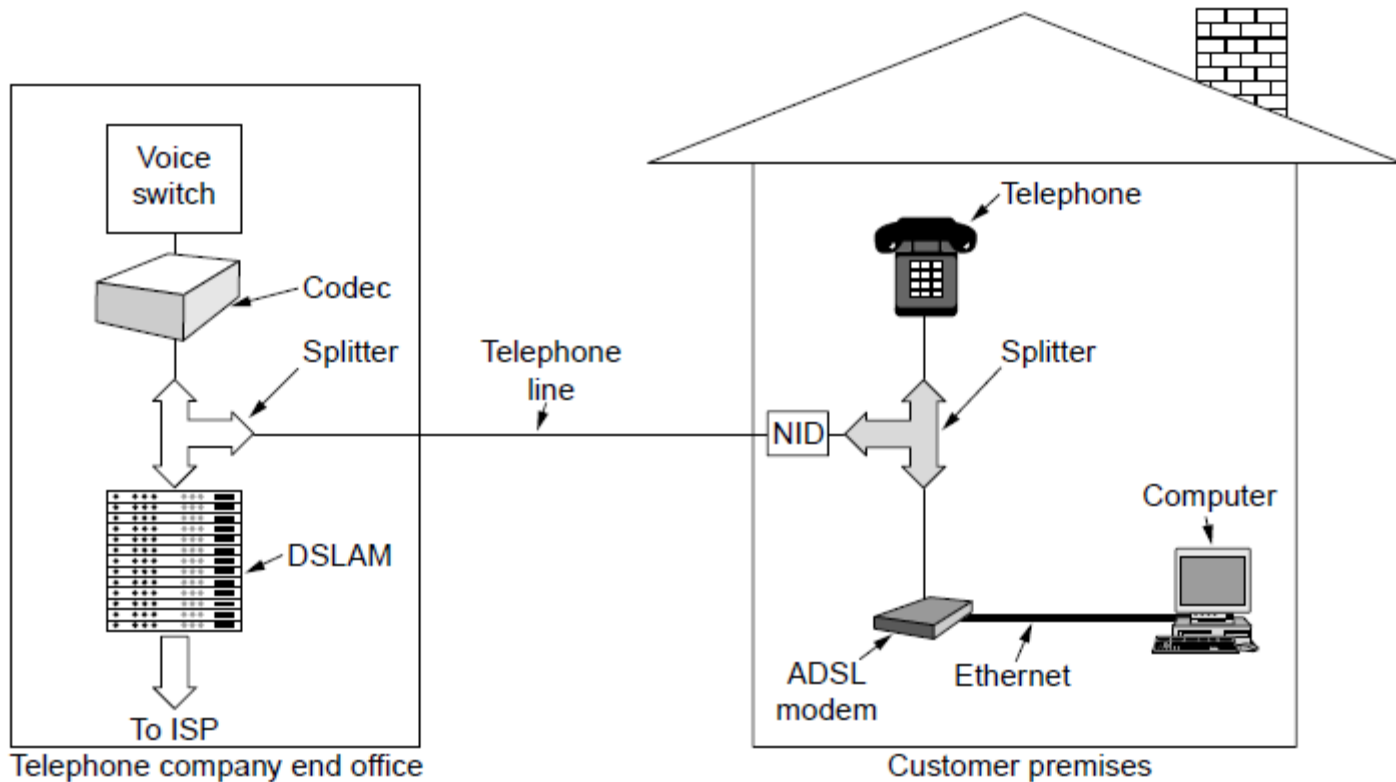 Voice
switch
Codec
Splitter
DSLAM
To ISP
Telephone company end office
Telephone
line
Telephone
Splitter
NID
Computer
ADSL
modem
Ethernet
Customer premises